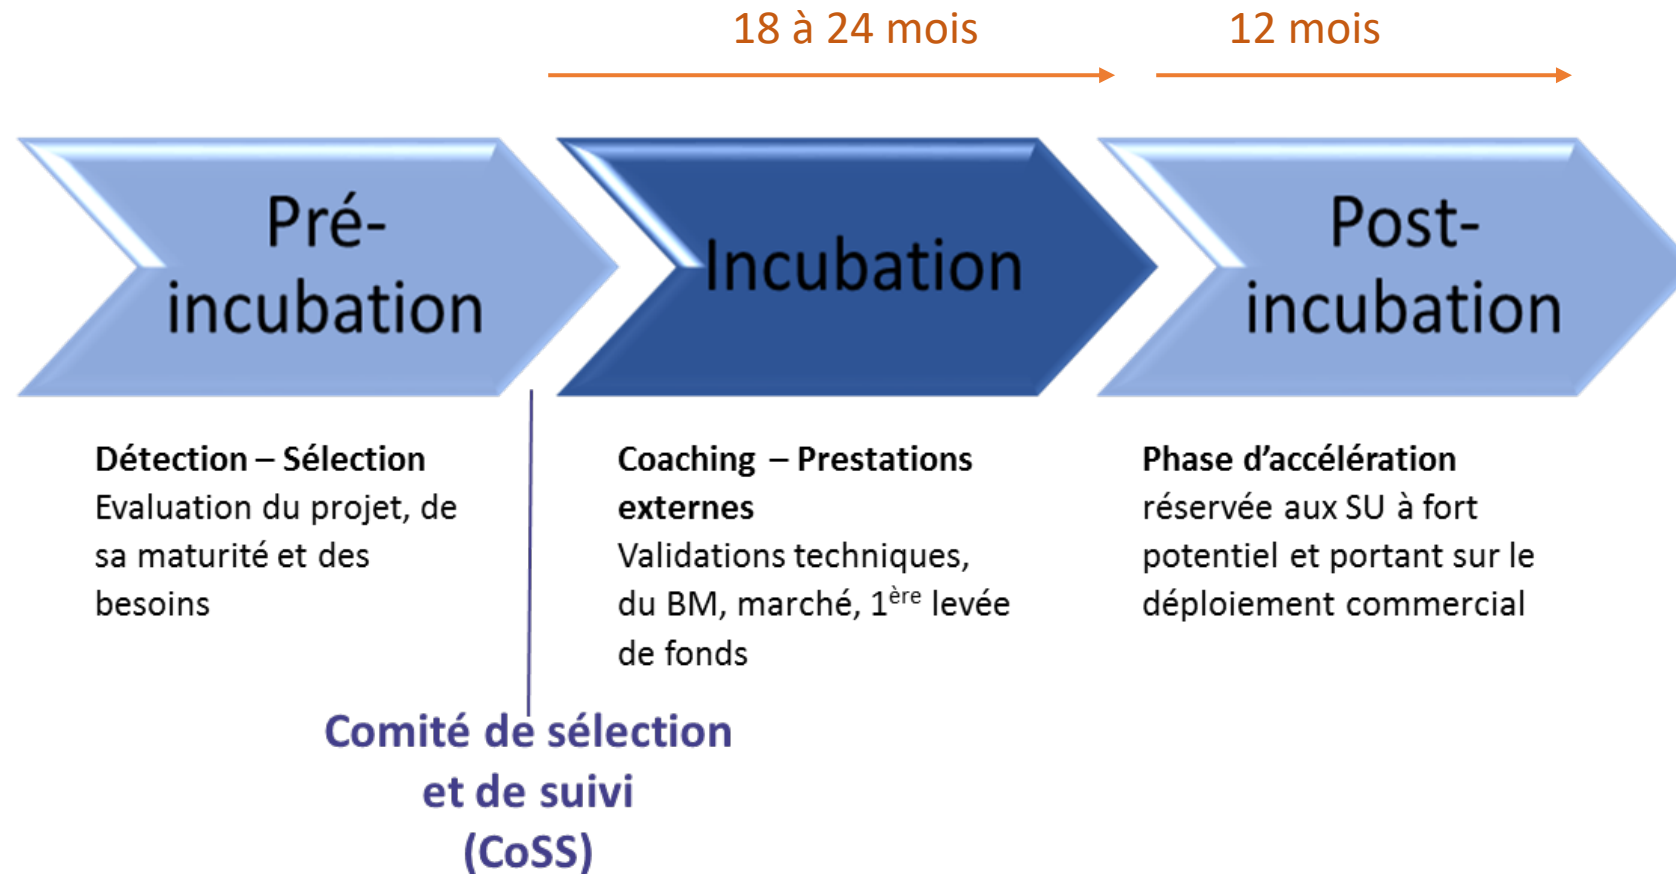 18 à 24 mois
12 mois
Pré-
incubation
Incubation
Post-
incubation
Détection – Sélection
Evaluation du projet, de
sa maturité et des
besoins
Coaching – Prestations
externes
Validations techniques,
du BM, marché, 1ère levée
de fonds
Phase d'accélération
réservée aux SU à fort
potentiel et portant sur le
déploiement commercial
Comité de sélection
et de suivi
(CoSS)